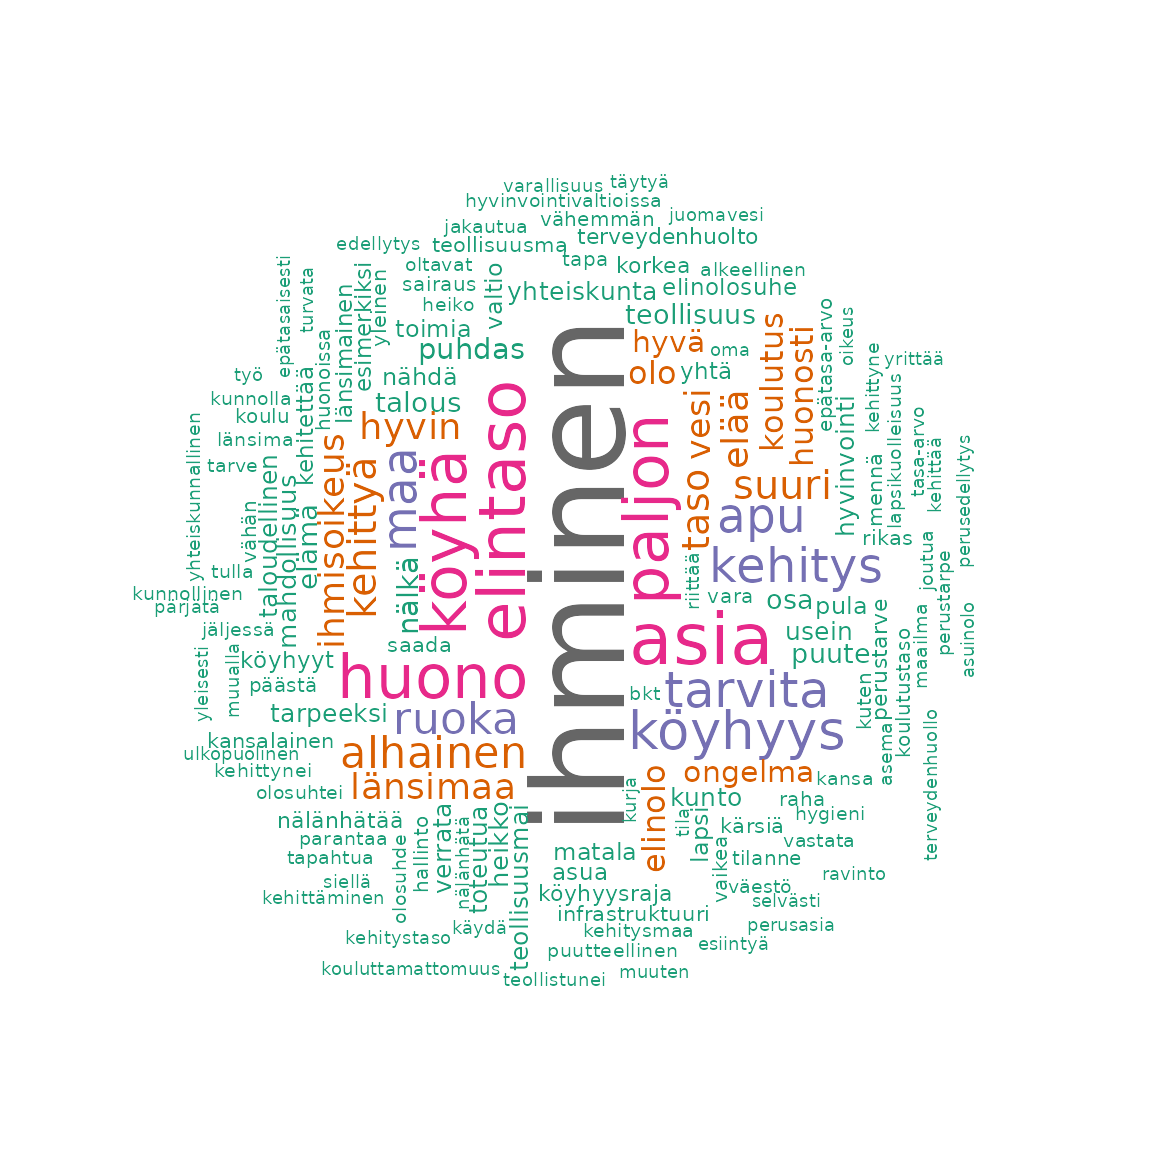 varallisuus
täytyä
hyvinvointivaltioissa
jakautua
vähemmän
juomavesi
edellytys
teollisuusma
terveydenhuolto
oltavat
tapa
korkea
alkeellinen
sairaus
yhteiskunta
elinolosuhe
heiko
valtio
teollisuus
toimia
puhdas
hyvä
oma
olo
yhtä
nähdä
talous
hyvin
epätasaisesti
turvata
länsimainen
esimerkiksi
yleinen
huonoissa
kehitettää
työ
kunnolla
koulu
länsima
tarve
yhteiskunnallinen
vähän
taloudellinen
mahdollisuus
elämä
ihmisoikeus
kehittyä
maa
nälkä
köyhä
elintaso
ihminen
paljon
taso
vesi
elää
koulutus
huonosti
epätasa-arvo
oikeus
kehittyne
yrittää
hyvinvointi
mennä
lapsikuolleisuus
tasa-arvo
kehittää
perusedellytys
suuri
apu
kehitys
rikas
riittää
vara
osa
pula
usein
puute
asia
tarvita
bkt
köyhyys
tulla
kunnollinen
pärjätä
jäljessä
köyhyyt
päästä
yleisesti
muualla
saada
huono
tarpeeksi
ruoka
kansalainen
ulkopuolinen
kehittynei
alhainen
olosuhtei
länsimaa
joutua
perustarpe
asuinolo
maailma
koulutustaso
perustarve
kuten
asema
terveydenhuollo
ongelma
kansa
elinolo
kurja
kunto
raha
hygieni
tila
lapsi
kärsiä
vastata
vaikea
tilanne
ravinto
väestö
selvästi
perusasia
esiintyä
nälänhätää
parantaa
tapahtua
siellä
kehittäminen
olosuhde
hallinto
verrata
nälänhätä
toteutua
heikko
teollisuusmai
matala
asua
köyhyysraja
infrastruktuuri
kehitysmaa
käydä
kehitystaso
puutteellinen
kouluttamattomuus
teollistunei
muuten